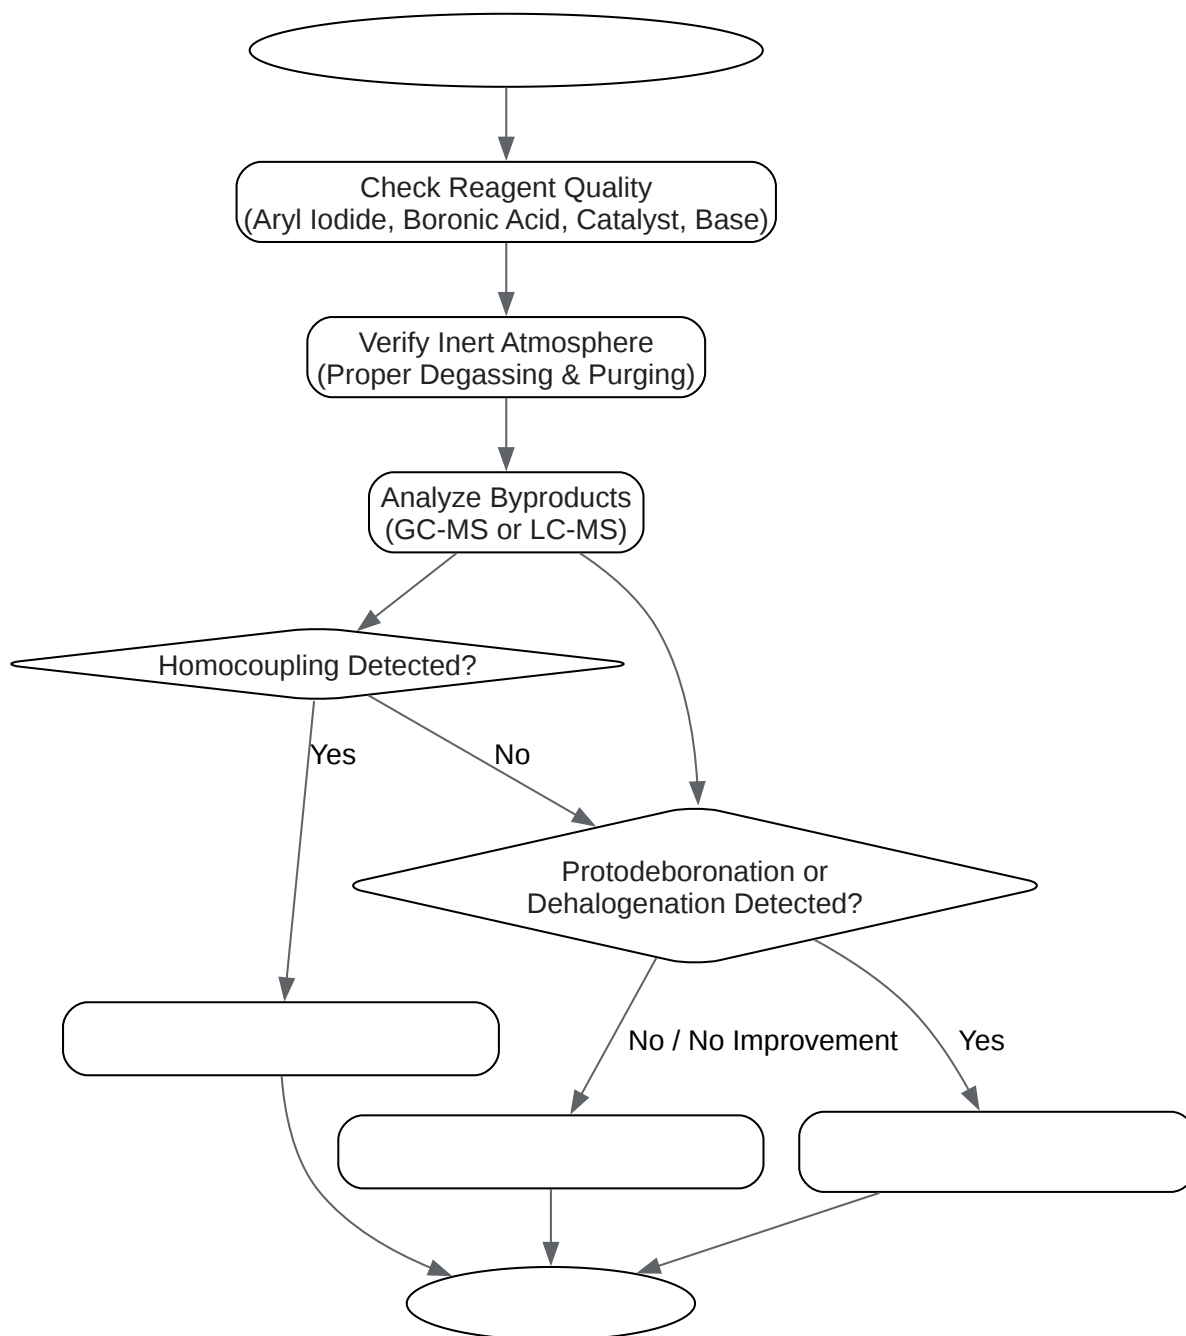 Check Reagent Quality
(Aryl Iodide, Boronic Acid, Catalyst, Base)
Verify Inert Atmosphere
(Proper Degassing & Purging)
Analyze Byproducts
(GC-MS or LC-MS)
Homocoupling Detected?
Yes
No
Protodeboronation or
Dehalogenation Detected?
No / No Improvement
Yes